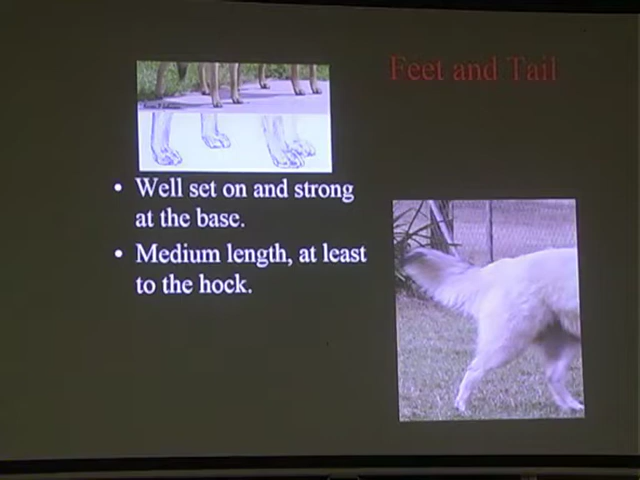 Feet and Tail
• Well set on and strong
at the base.
• Medium length, at least
to the hock.